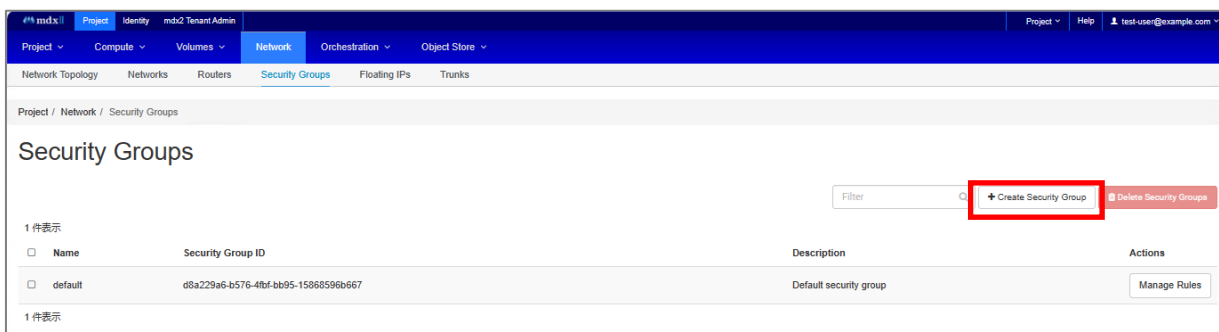 mdx II Project Identity mdx2 Tenant Admin Project Help test-user@example.com
Project Compute Volumes Network Orchestration Object Store
Network Topology Networks Routers Security Groups Floating IPs Trunks
Project / Network / Security Groups
Security Groups
Filter + Create Security Group Delete Security Groups
1 件表示
Name Security Group ID Description Actions
default d8a229a6-b576-4fbf-bb95-15868596b667 Default security group Manage Rules
1 件表示